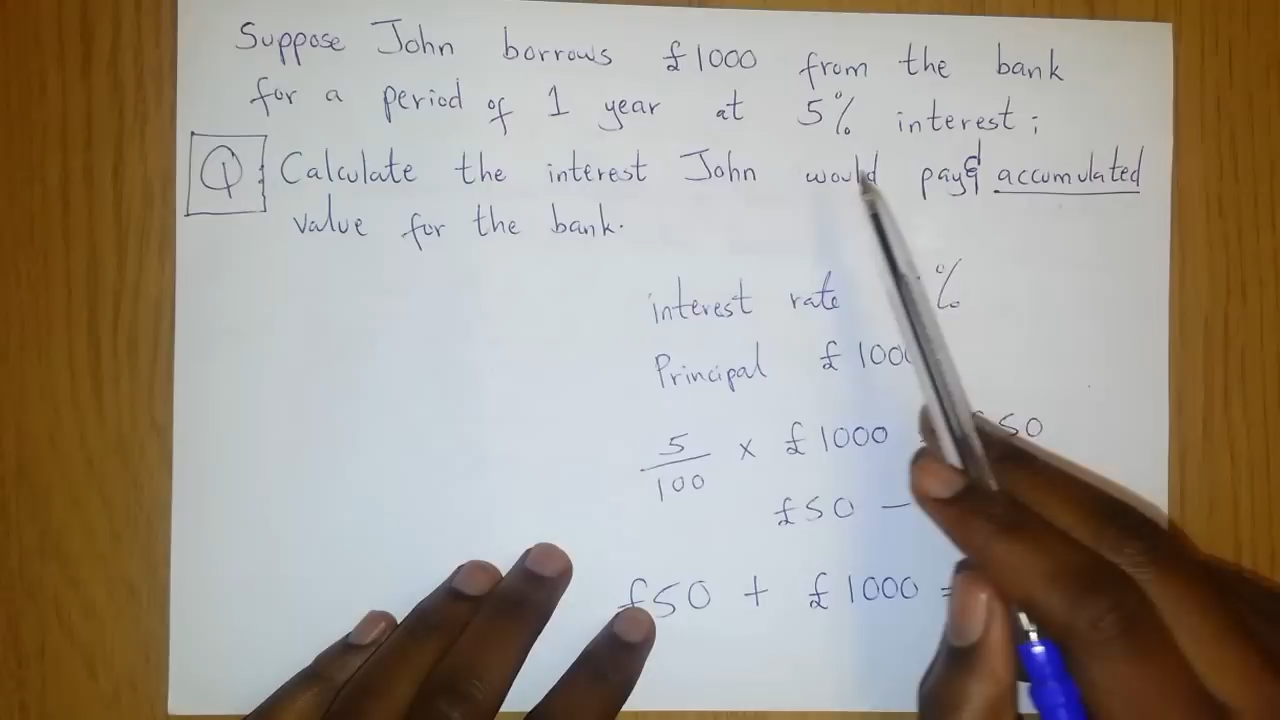 Suppose John borrows £1000 from the bank
for a period of 1 year at 5% interest;
Q: Calculate the interest John would pay & accumulated
value for the bank.
interest rate %
Principal £100
5/100 x £1000 £50
£50 —
£50 + £1000 =